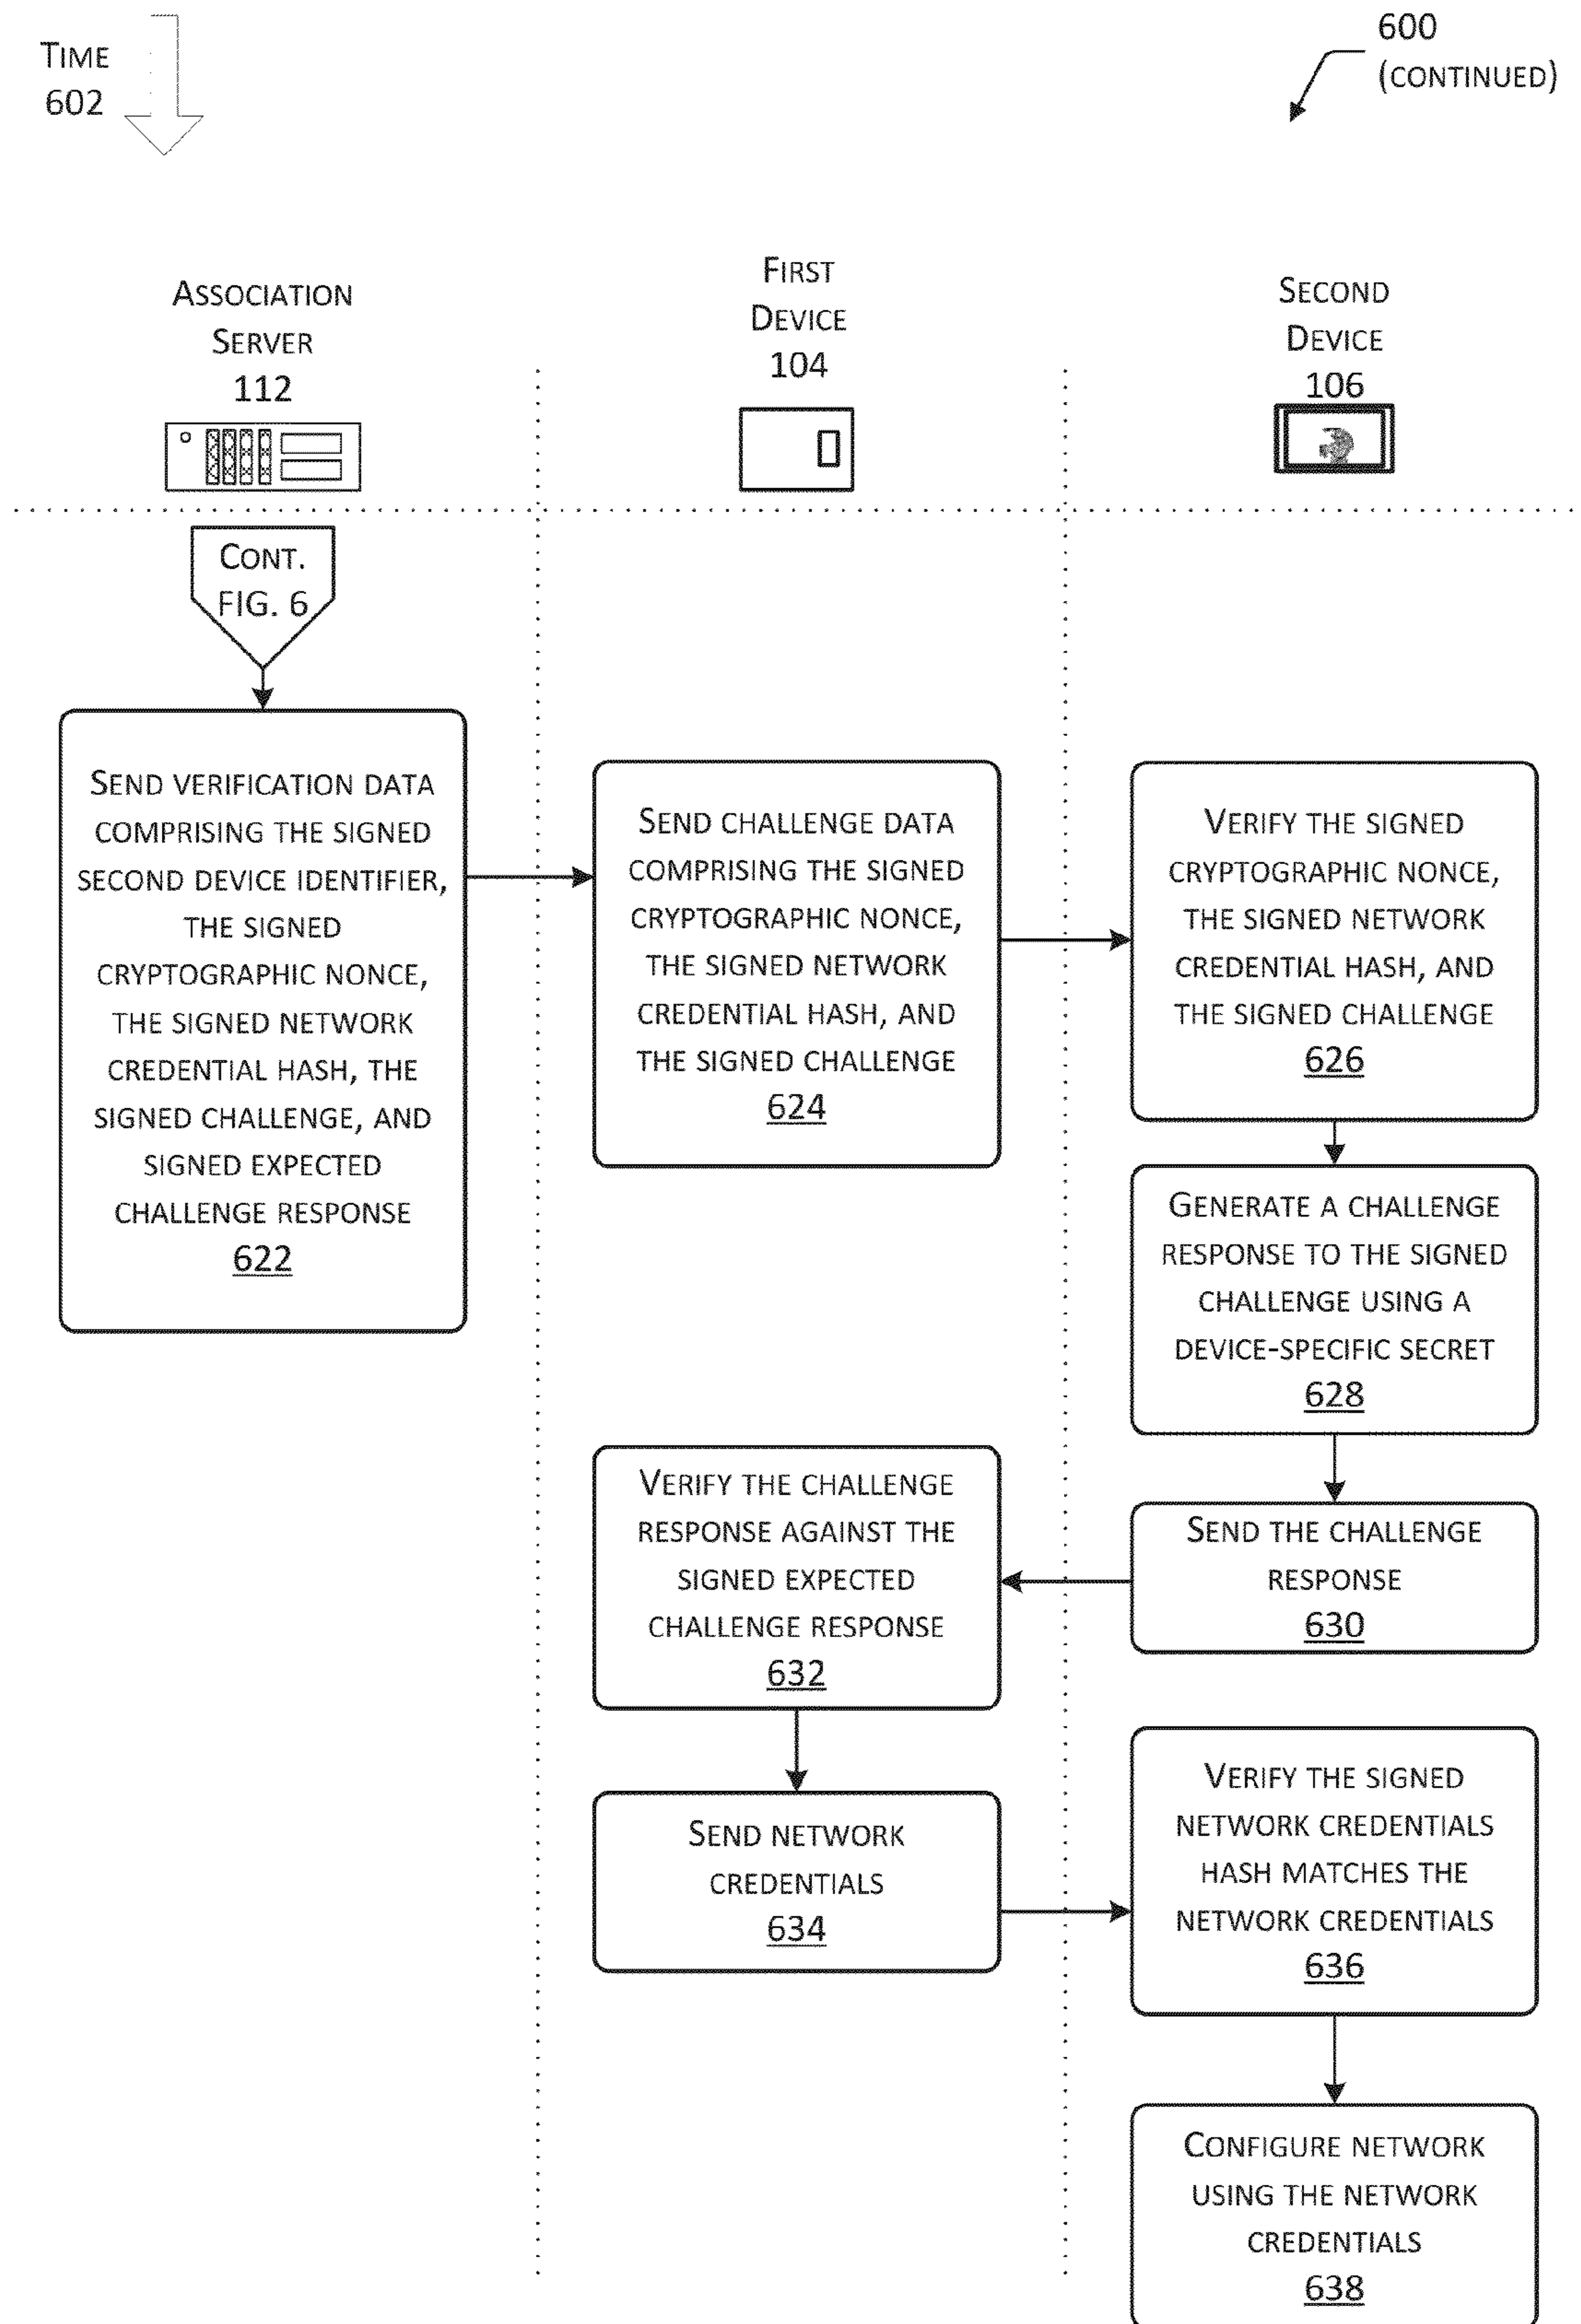 TIME
602
600
(CONTINUED)
ASSOCIATION
SERVER
112
FIRST
DEVICE
104
SECOND
DEVICE
106
CONT.
FIG. 6
SEND VERIFICATION DATA
COMPRISING THE SIGNED
SECOND DEVICE IDENTIFIER,
THE SIGNED
CRYPTOGRAPHIC NONCE,
THE SIGNED NETWORK
CREDENTIAL HASH, THE
SIGNED CHALLENGE, AND
SIGNED EXPECTED
CHALLENGE RESPONSE
622
SEND CHALLENGE DATA
COMPRISING THE SIGNED
CRYPTOGRAPHIC NONCE,
THE SIGNED NETWORK
CREDENTIAL HASH, AND
THE SIGNED CHALLENGE
624
VERIFY THE SIGNED
CRYPTOGRAPHIC NONCE,
THE SIGNED NETWORK
CREDENTIAL HASH, AND
THE SIGNED CHALLENGE
626
GENERATE A CHALLENGE
RESPONSE TO THE SIGNED
CHALLENGE USING A
DEVICE-SPECIFIC SECRET
628
SEND THE CHALLENGE
RESPONSE
630
VERIFY THE CHALLENGE
RESPONSE AGAINST THE
SIGNED EXPECTED
CHALLENGE RESPONSE
632
SEND NETWORK
CREDENTIALS
634
VERIFY THE SIGNED
NETWORK CREDENTIALS
HASH MATCHES THE
NETWORK CREDENTIALS
636
CONFIGURE NETWORK
USING THE NETWORK
CREDENTIALS
638